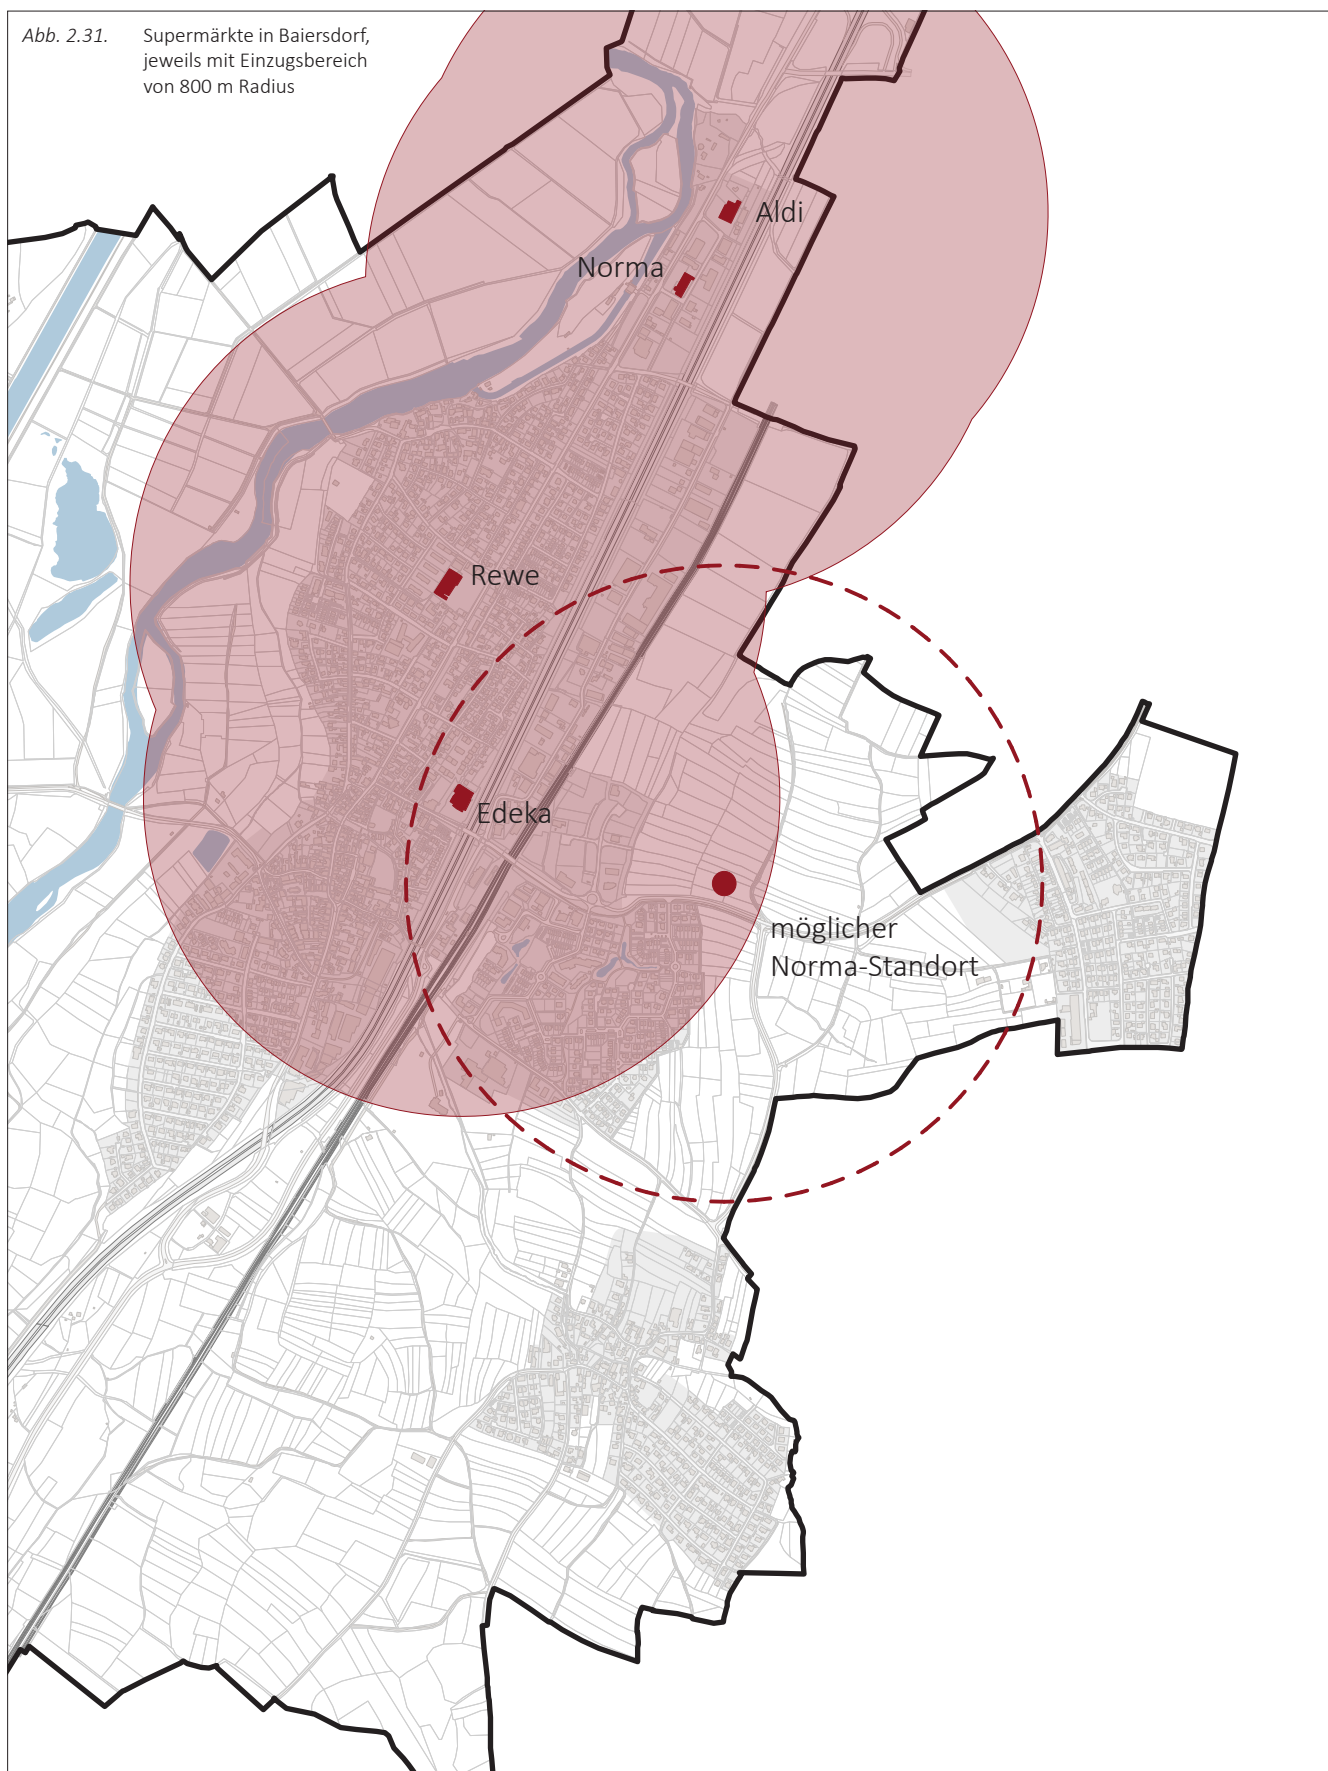 Abb. 2.31. Supermärkte in Baiersdorf,
jeweils mit Einzugsbereich
von 800 m Radius
Aldi
Norma
Rewe
Edeka
möglicher
Norma-Standort